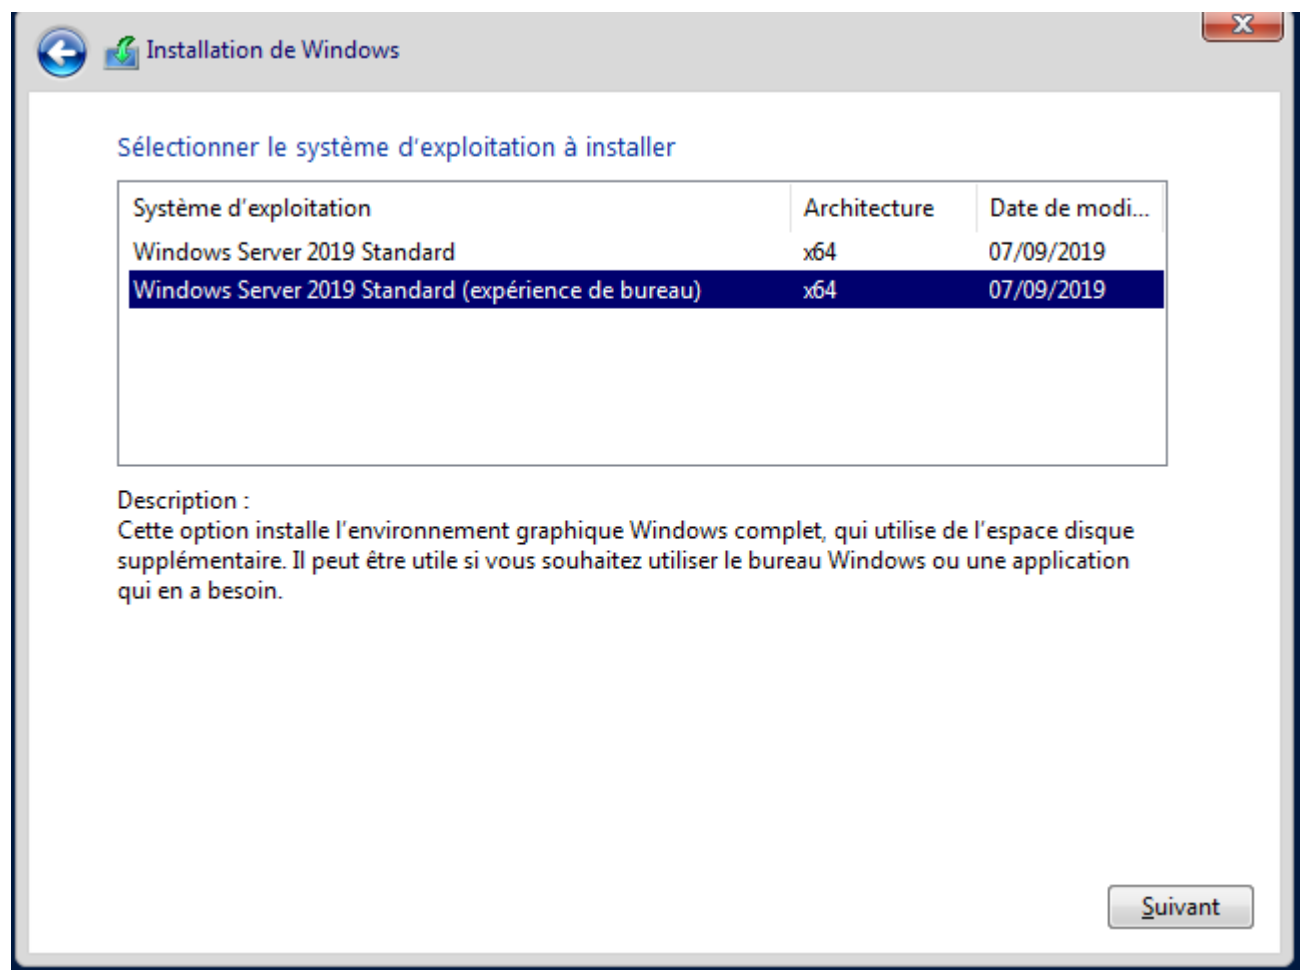 Installation de Windows
Sélectionner le système d'exploitation à installer
Système d'exploitation Architecture Date de modi...
Windows Server 2019 Standard x64 07/09/2019
Windows Server 2019 Standard (expérience de bureau) x64 07/09/2019
Description :
Cette option installe l'environnement graphique Windows complet, qui utilise de l'espace disque
supplémentaire. Il peut être utile si vous souhaitez utiliser le bureau Windows ou une application
qui en a besoin.
Suivant